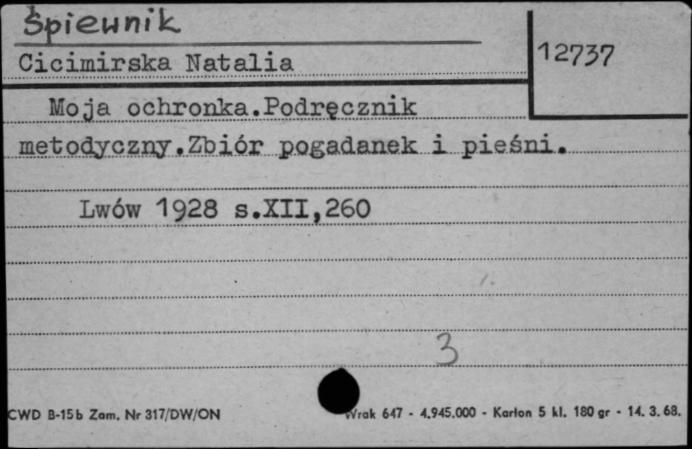 Śpiewnik
Cicimirska Natalia
12737
Moja ochronka.Podręcznik
metodyczny.Zbiór pogadanek i pieśni.
Lwów 1928 s.XII,260
3
CWD B-15b Zam. Nr 317/DW/ON
Wrak 647 - 4.945.000 - Karton 5 kl. 180 gr - 14. 3. 68.